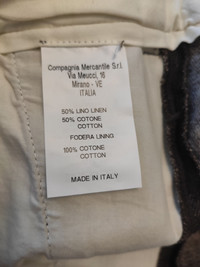 Compagnia Mercantile S.r.l.
Via Meucci, 16
Mirano - VE
ITALIA
50% LINO LINEN
50% COTONE
COTTON
FODERA LINING
100% COTONE
COTTON
MADE IN ITALY